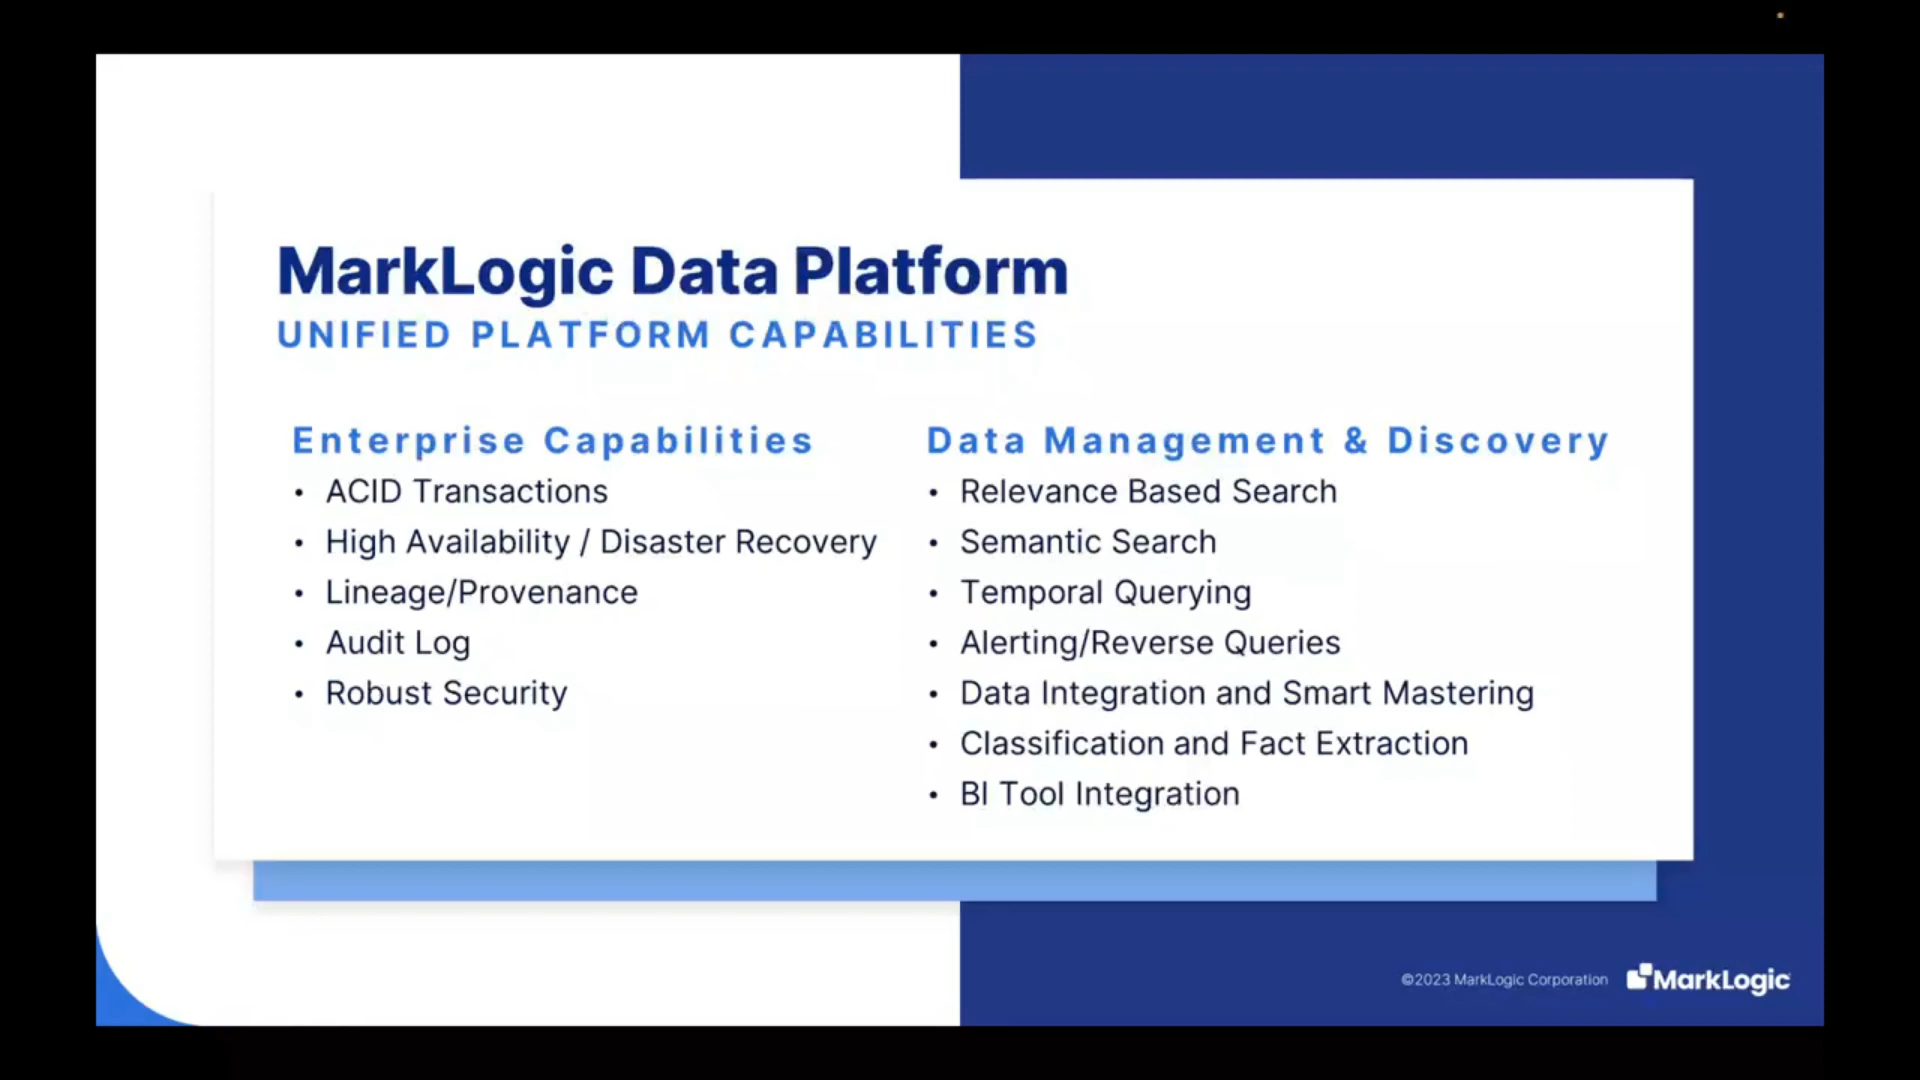 MarkLogic Data Platform
UNIFIED PLATFORM CAPABILITIES
Enterprise Capabilities
• ACID Transactions
• High Availability / Disaster Recovery
• Lineage/Provenance
• Audit Log
• Robust Security
Data Management & Discovery
• Relevance Based Search
• Semantic Search
• Temporal Querying
• Alerting/Reverse Queries
• Data Integration and Smart Mastering
• Classification and Fact Extraction
• BI Tool Integration
©2023 MarkLogic Corporation
MarkLogic